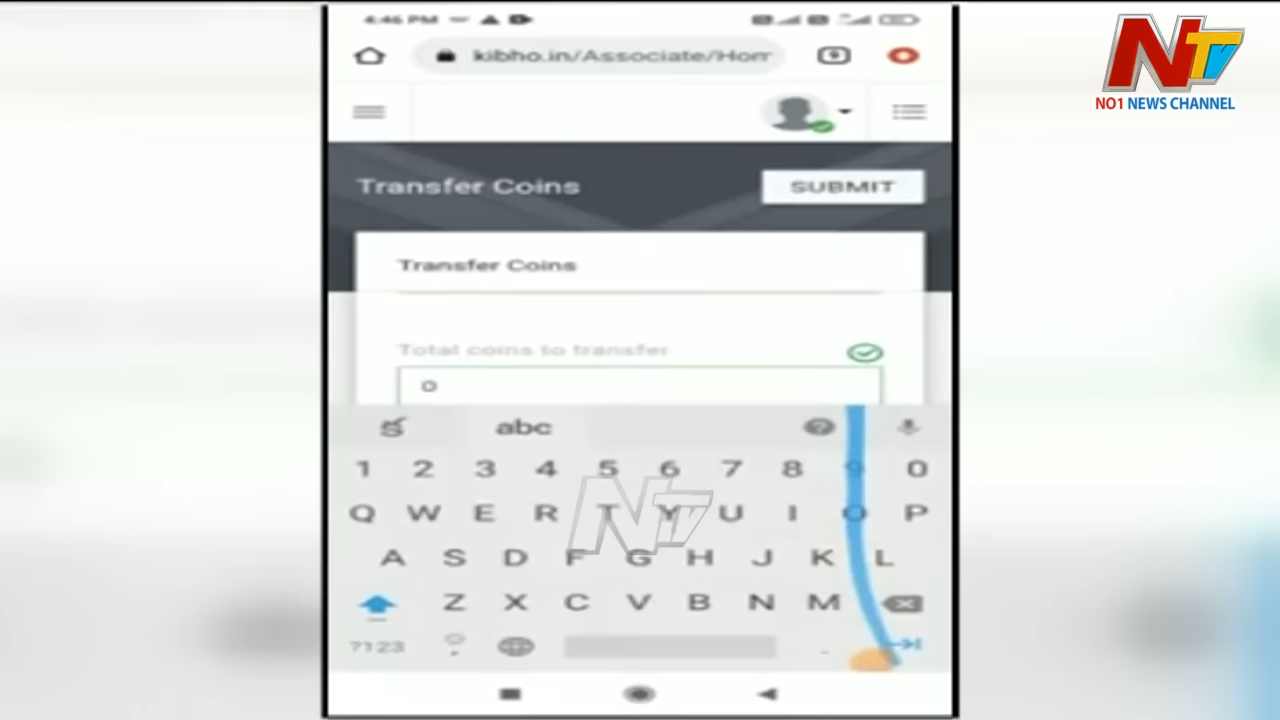 4:46 PM
NTV
NO1 NEWS CHANNEL
kibho.in/Associate/Hom
Transfer Coins
SUBMIT
Transfer Coins
Total coins to transfer
0
abc
1 2 3 4 5 6 7 8 9 0
Q W E R T Y U I O P
NTV
A S D F G H J K L
Z X C V B N M
?123 , .